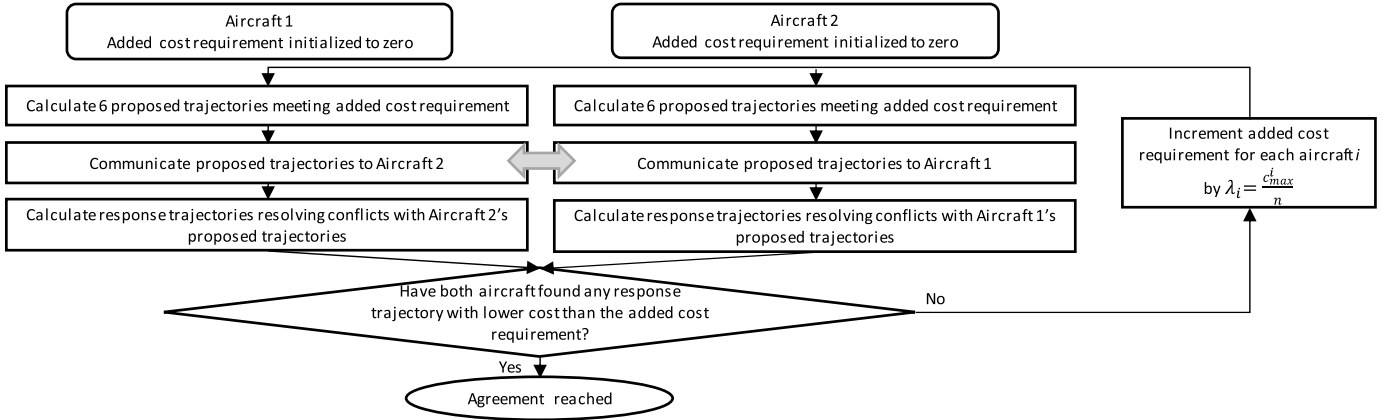 Aircraft 1
Added cost requirement initialized to zero
Aircraft 2
Added cost requirement initialized to zero
Calculate 6 proposed trajectories meeting added cost requirement
Calculate 6 proposed trajectories meeting added cost requirement
Communicate proposed trajectories to Aircraft 2
Communicate proposed trajectories to Aircraft 1
Calculate response trajectories resolving conflicts with Aircraft 2's
proposed trajectories
Calculate response trajectories resolving conflicts with Aircraft 1's
proposed trajectories
Increment added cost
requirement for each aircraft i
by λ_i = c^i_max / n
Have both aircraft found any response
trajectory with lower cost than the added cost
requirement?
No
Yes
Agreement reached